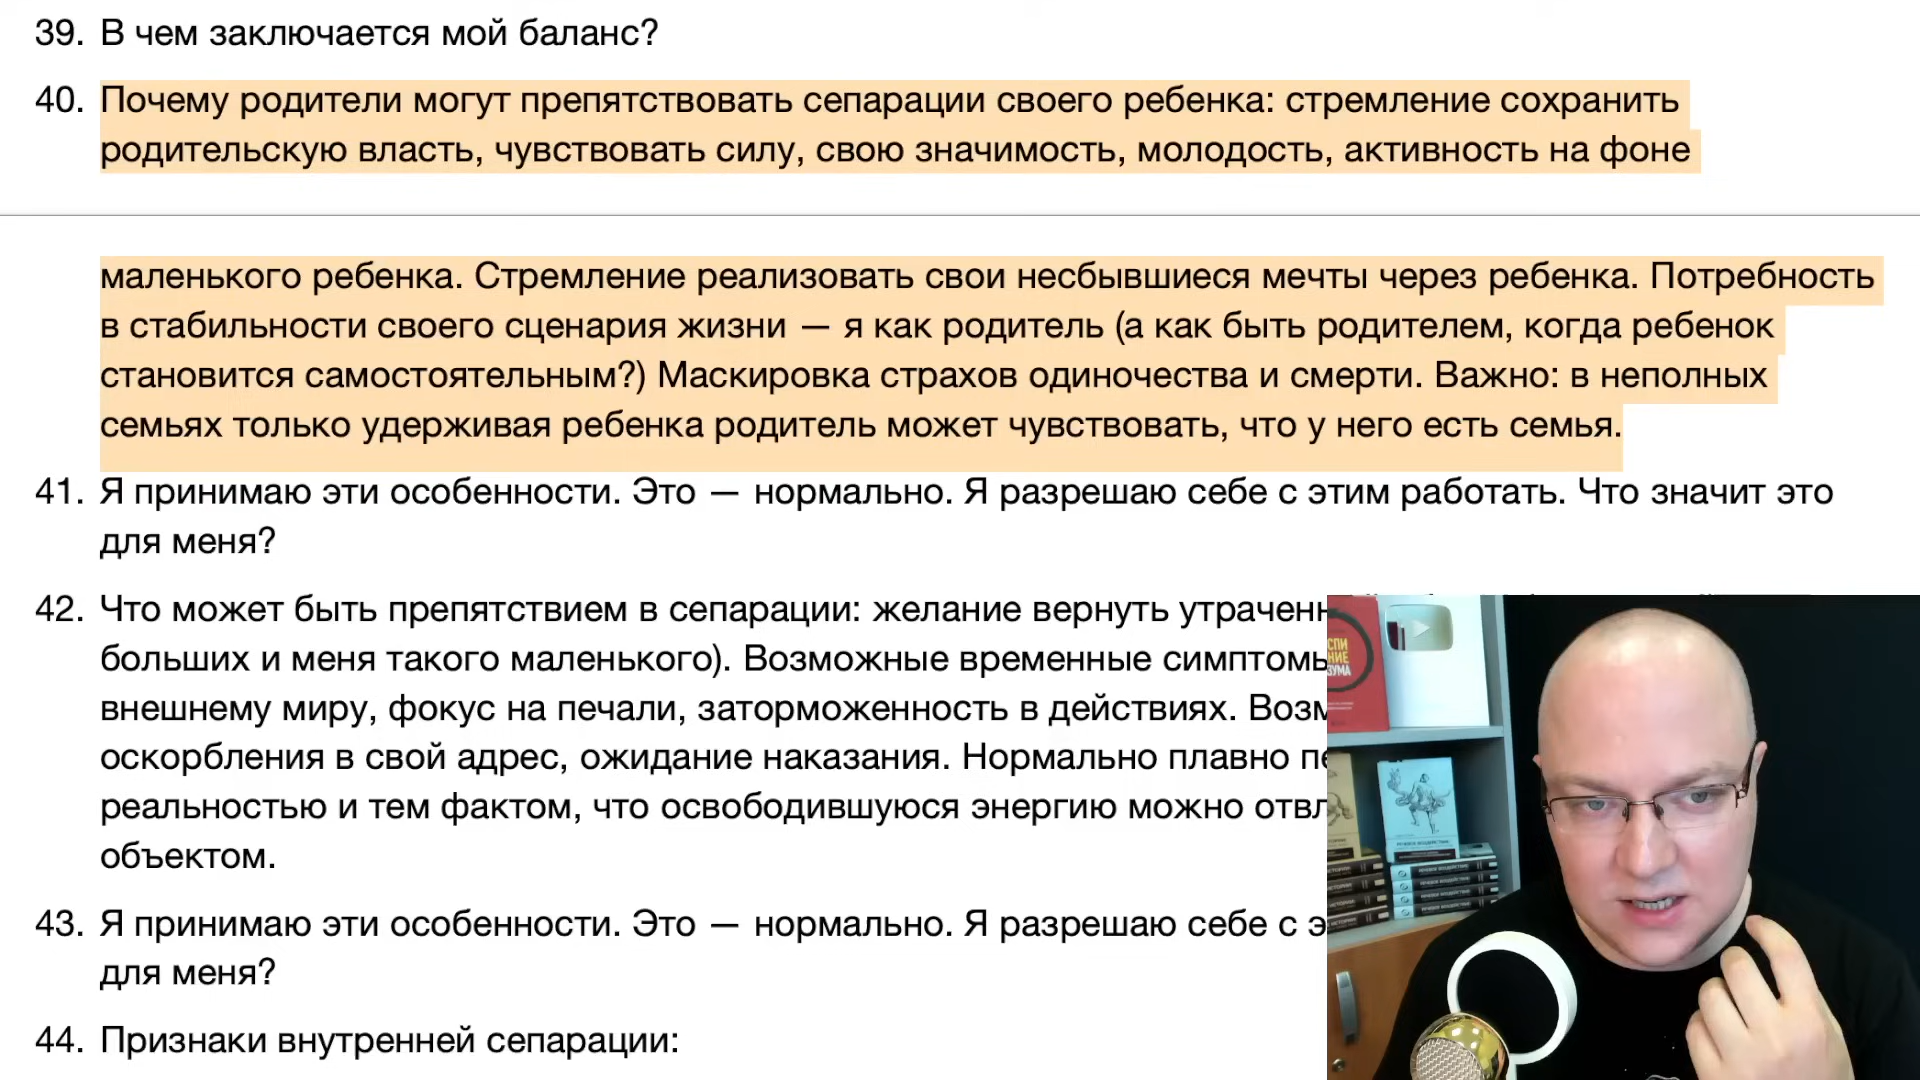 39. В чем заключается мой баланс?
40. Почему родители могут препятствовать сепарации своего ребенка: стремление сохранить
родительскую власть, чувствовать силу, свою значимость, молодость, активность на фоне
маленького ребенка. Стремление реализовать свои несбывшиеся мечты через ребенка. Потребность
в стабильности своего сценария жизни — я как родитель (а как быть родителем, когда ребенок
становится самостоятельным?) Маскировка страхов одиночества и смерти. Важно: в неполных
семьях только удерживая ребенка родитель может чувствовать, что у него есть семья.
41. Я принимаю эти особенности. Это — нормально. Я разрешаю себе с этим работать. Что значит это
для меня?
42. Что может быть препятствием в сепарации: желание вернуть
больших и меня такого маленького). Возможные временные
внешнему миру, фокус на печали, заторможенность в действиях.
оскорбления в свой адрес, ожидание наказания. Нормально плавно
реальностью и тем фактом, что освободившуюся энергию можно
объектом.
43. Я принимаю эти особенности. Это — нормально. Я разрешаю себе с
для меня?
44. Признаки внутренней сепарации: